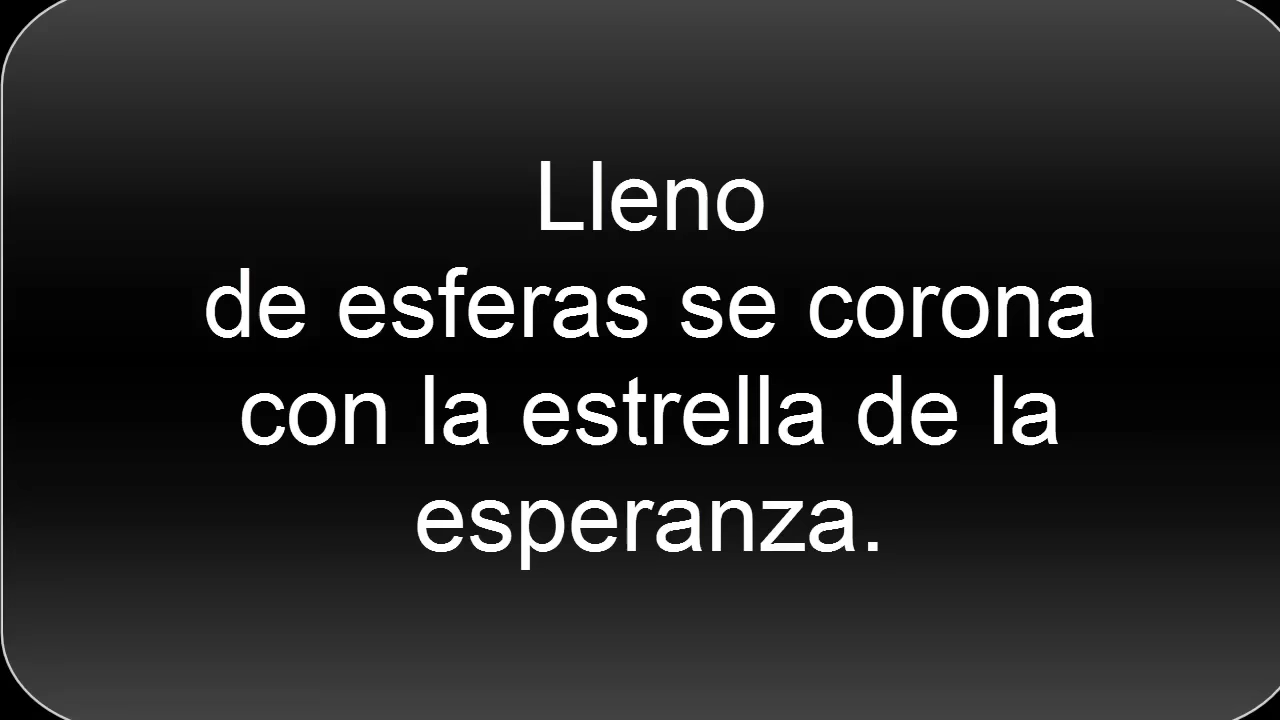 Lleno
de esferas se corona
con la estrella de la
esperanza.